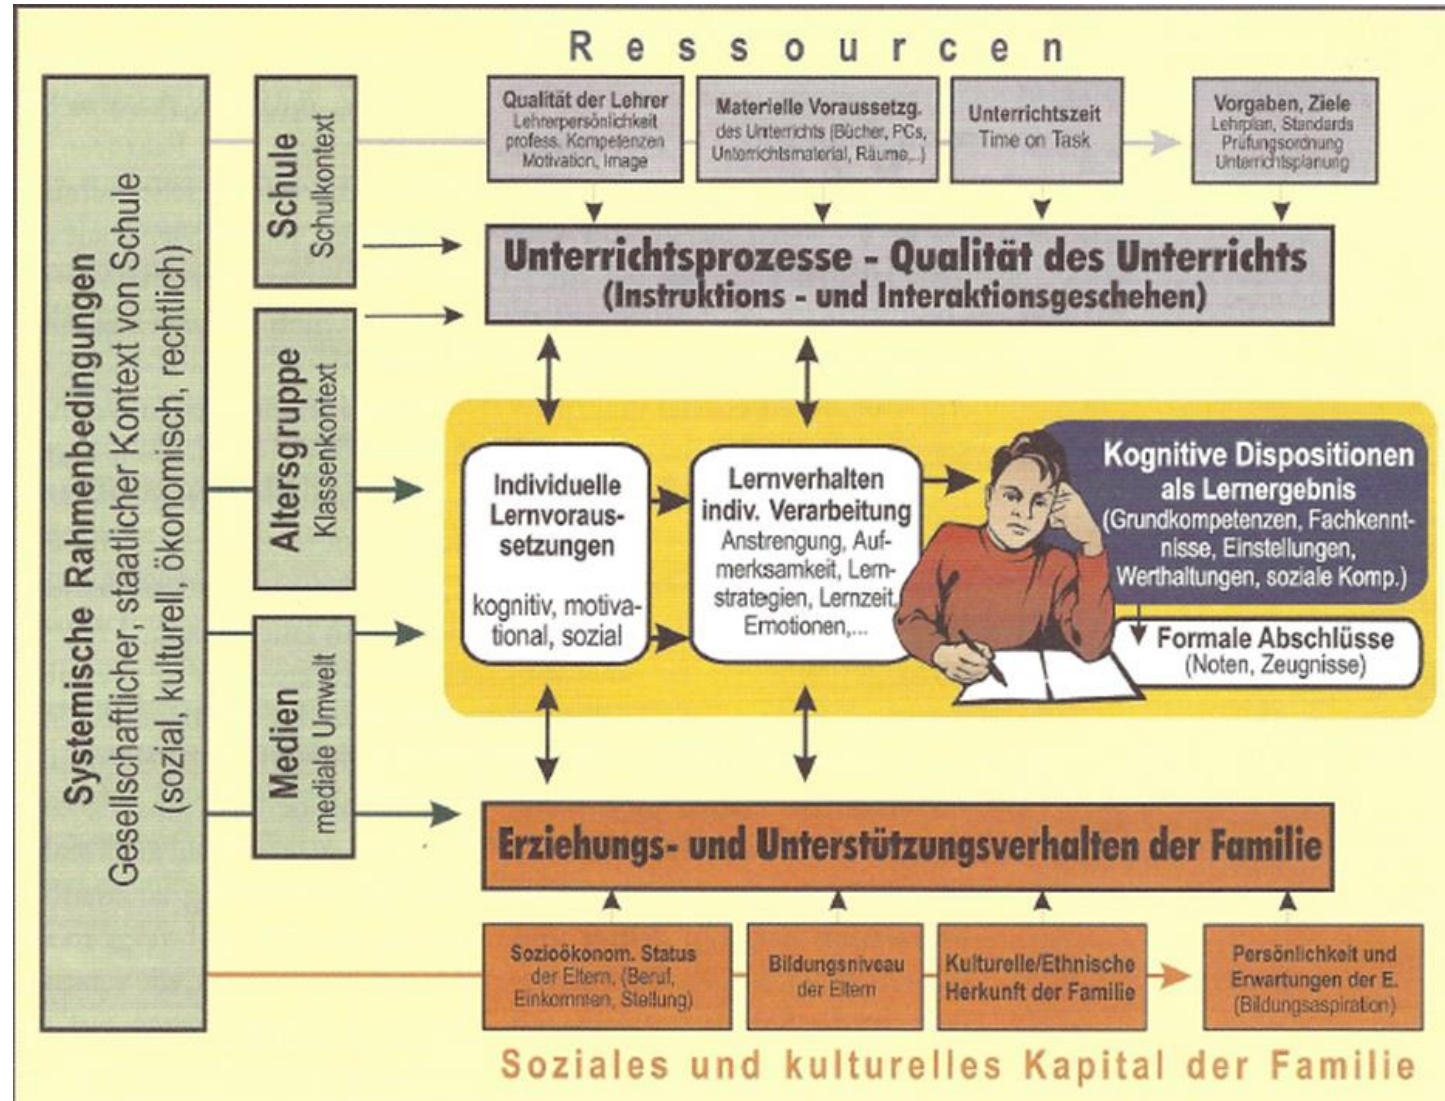 Ressourcen
Systemische Rahmenbedingungen
Gesellschaftlicher, staatlicher Kontext von Schule
(sozial, kulturell, ökonomisch, rechtlich)
Schule
Schulkontext
Altersgruppe
Klassenkontext
Medien
mediale Umwelt
Qualität der Lehrer
Lehrerpersönlichkeit
profess. Kompetenzen
Motivation, Image
Materielle Voraussetzg.
des Unterrichts (Bücher, PCs,
Unterrichtsmaterial, Räume,..)
Unterrichtszeit
Time on Task
Vorgaben, Ziele
Lehrplan, Standards
Prüfungsordnung
Unterrichtsplanung
Unterrichtsprozesse - Qualität des Unterrichts
(Instruktions - und Interaktionsgeschehen)
Individuelle
Lernvoraus-
setzungen
kognitiv, motiva-
tional, sozial
Lernverhalten
indiv. Verarbeitung
Anstrengung, Auf-
merksamkeit, Lern-
strategien, Lernzeit,
Emotionen,...
Kognitive Dispositionen
als Lernergebnis
(Grundkompetenzen, Fachkennt-
nisse, Einstellungen,
Werthaltungen, soziale Komp.)
Formale Abschlüsse
(Noten, Zeugnisse)
Erziehungs- und Unterstützungsverhalten der Familie
Sozioökonom. Status
der Eltern, (Beruf,
Einkommen, Stellung)
Bildungsniveau
der Eltern
Kulturelle/Ethnische
Herkunft der Familie
Persönlichkeit und
Erwartungen der E.
(Bildungsaspiration)
Soziales und kulturelles Kapital der Familie